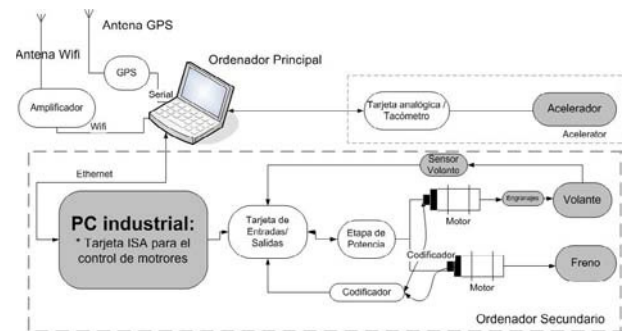 Antena GPS
Antena Wifi
Ordenador Principal
GPS
Serial
Amplificador
Wifi
Tarjeta analógica /
Tacómetro
Acelerador
Acelerator
Ethernet
Sensor
Volante
PC industrial:
* Tarjeta ISA para el
control de motrores
Tarjeta de
Entradas/
Salidas
Etapa de
Potencia
Motor
Engranajes
Volante
Codificador
Codificador
Motor
Freno
Ordenador Secundario